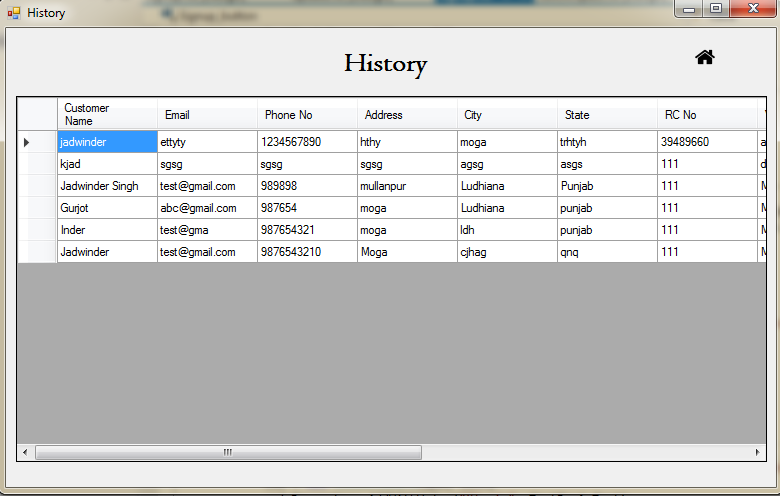 History
History
Customer Name Email Phone No Address City State RC No
jadwinder ettyty 1234567890 hthy moga trhtyh 39489660 a
kjad sgsg sgsg sgsg agsg asgs 111 d
Jadwinder Singh test@gmail.com 989898 mullanpur Ludhiana Punjab 111
Gurjot abc@gmail.com 987654 moga Ludhiana punjab 111
Inder test@gma 987654321 moga ldh punjab 111
Jadwinder test@gmail.com 9876543210 Moga cjhag qnq 111